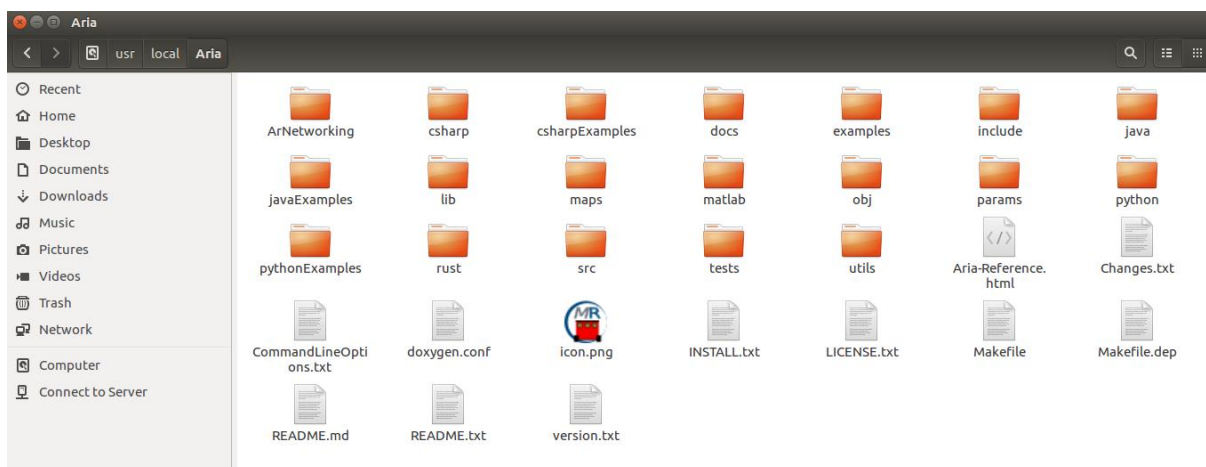 Aria
usr local Aria
Recent
Home
Desktop
Documents
Downloads
Music
Pictures
Videos
Trash
Network
Computer
Connect to Server
ArNetworking csharp csharpExamples docs examples include java
javaExamples lib maps matlab obj params python
pythonExamples rust src tests utils Aria-Reference. Changes.txt
html
MR
CommandLineOpti doxygen.conf icon.png INSTALL.txt LICENSE.txt Makefile Makefile.dep
ons.txt
README.md README.txt version.txt